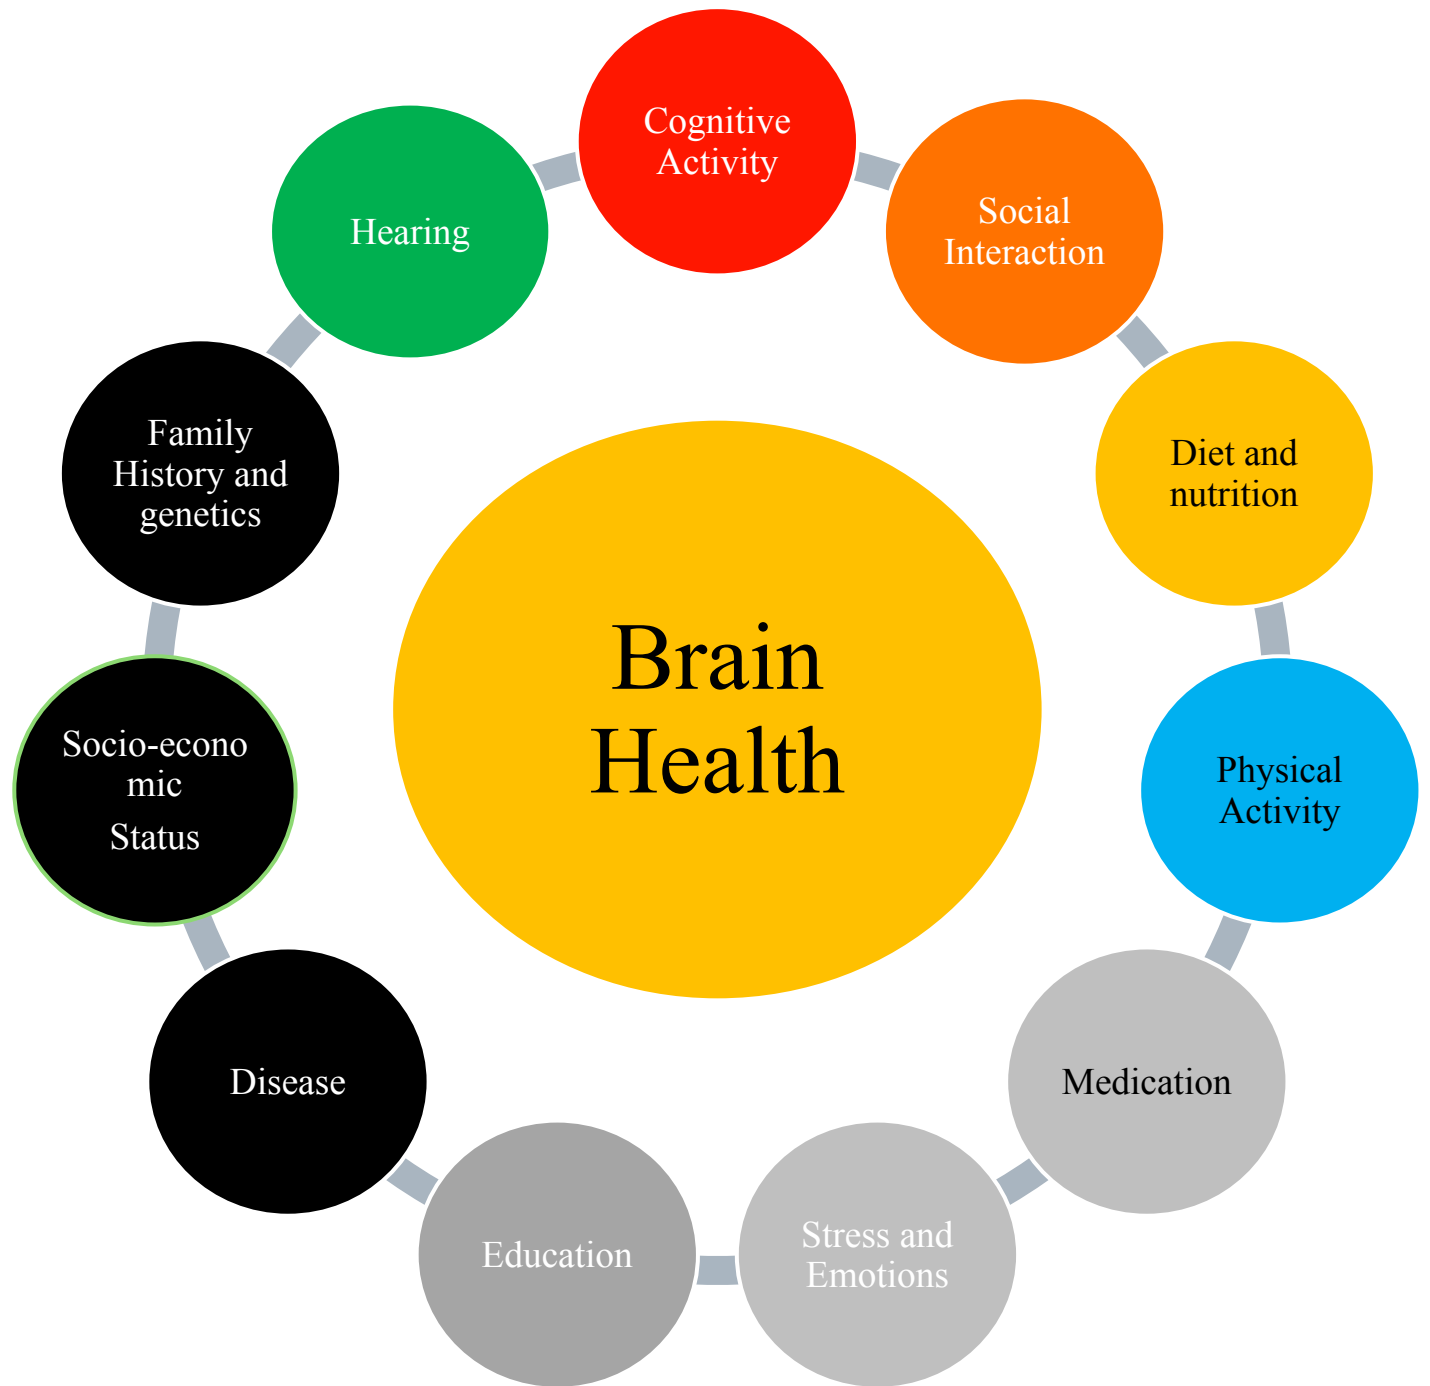 Cognitive
Activity
Social
Interaction
Diet and
nutrition
Physical
Activity
Medication
Stress and
Emotions
Education
Disease
Socio-econo
mic
Status
Family
History and
genetics
Hearing
Brain
Health